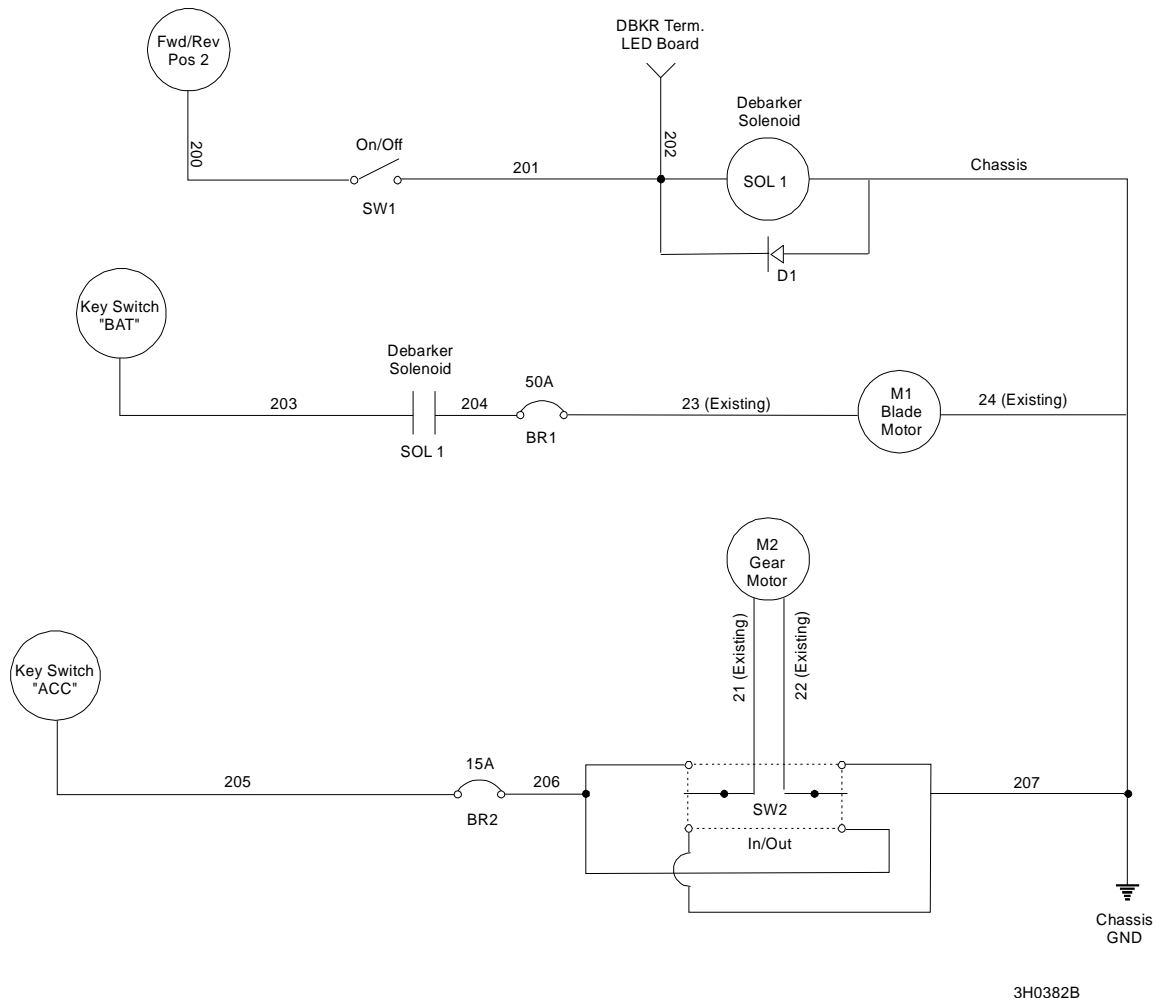 Fwd/Rev
Pos 2
DBKR Term.
LED Board
Debarker
Solenoid
200
On/Off
201
202
SOL 1
Chassis
SW1
D1
Key Switch
"BAT"
Debarker
Solenoid
203
204
50A
23 (Existing)
M1
Blade
Motor
24 (Existing)
BR1
SOL 1
M2
Gear
Motor
21 (Existing)
22 (Existing)
Key Switch
"ACC"
205
15A
206
BR2
SW2
207
In/Out
Chassis
GND
3H0382B